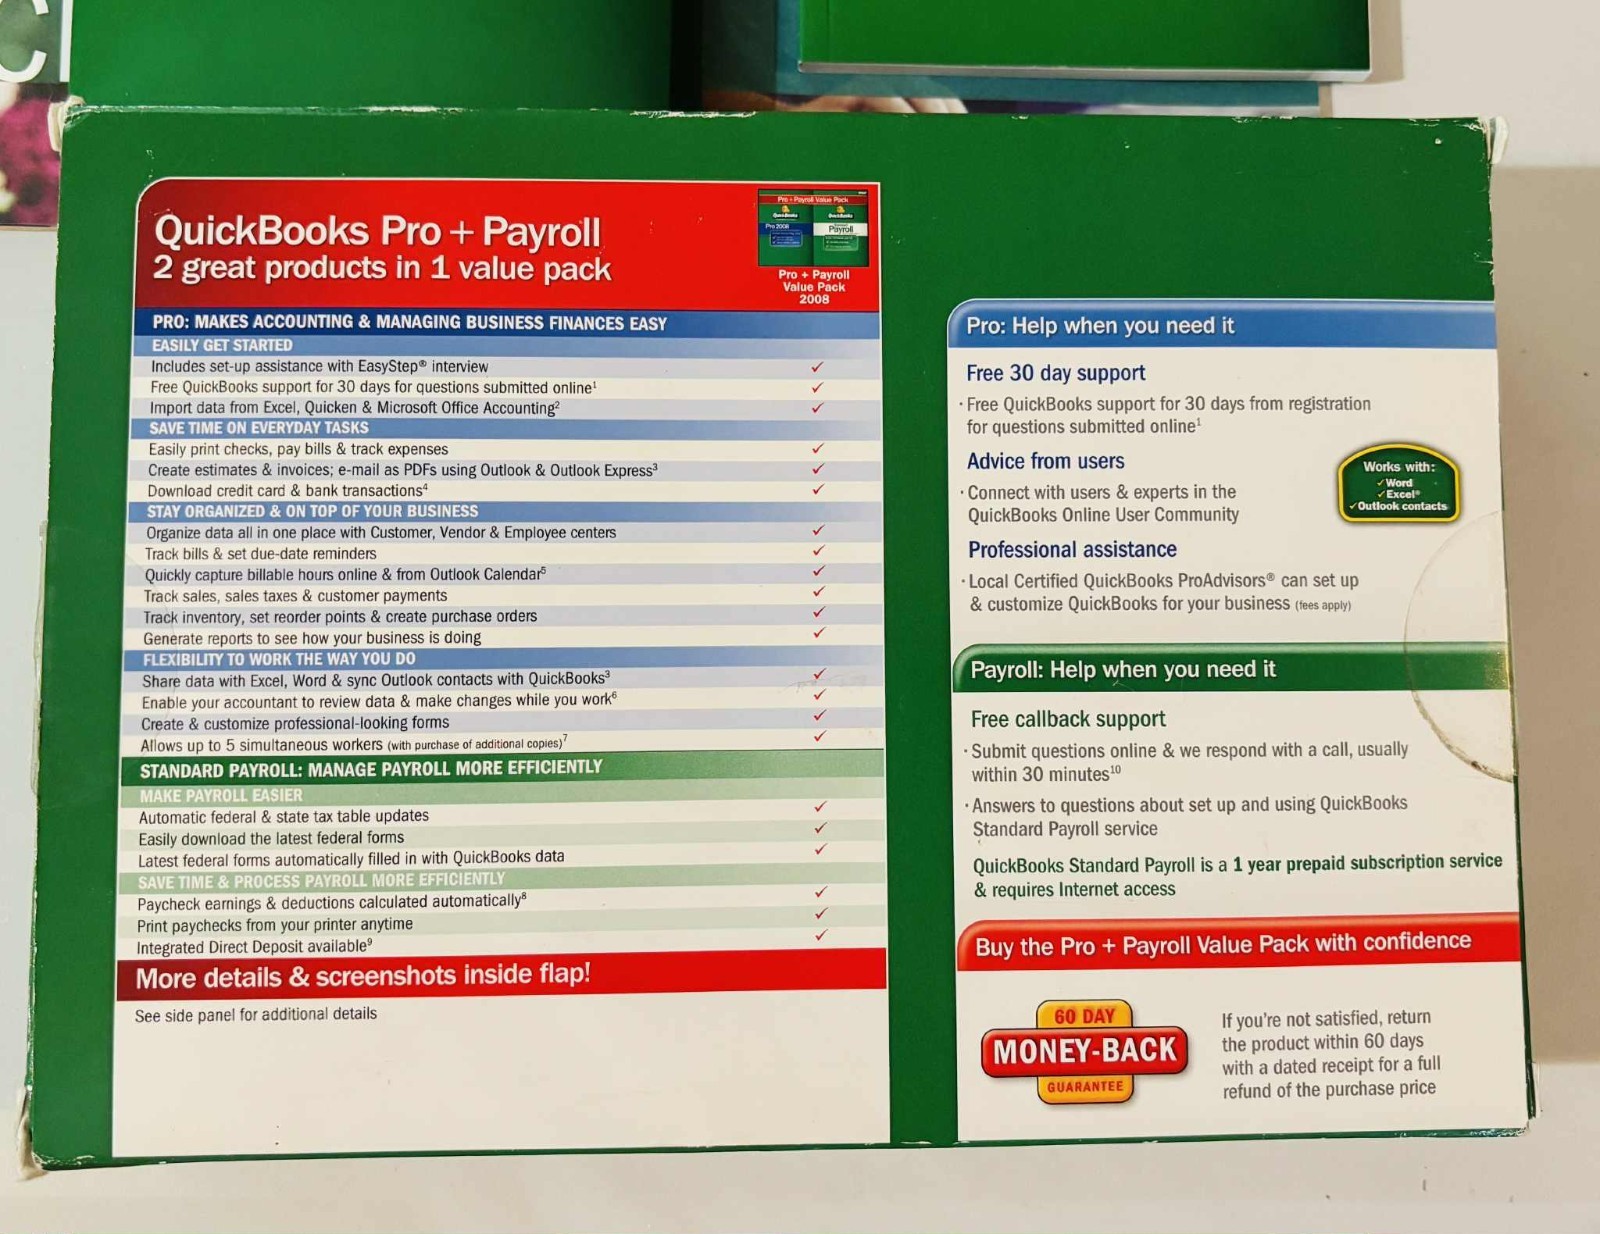 C
QuickBooks Pro + Payroll
2 great products in 1 value pack
Pro + Payroll Value Pack
QuickBooks
QuickBooks
Pro 2008
Payroll
Pro + Payroll
Value Pack
2008
PRO: MAKES ACCOUNTING & MANAGING BUSINESS FINANCES EASY
EASILY GET STARTED
Includes set-up assistance with EasyStep® interview ✓
Free QuickBooks support for 30 days for questions submitted online¹ ✓
Import data from Excel, Quicken & Microsoft Office Accounting² ✓
SAVE TIME ON EVERYDAY TASKS
Easily print checks, pay bills & track expenses ✓
Create estimates & invoices; e-mail as PDFs using Outlook & Outlook Express³ ✓
Download credit card & bank transactions⁴ ✓
STAY ORGANIZED & ON TOP OF YOUR BUSINESS
Organize data all in one place with Customer, Vendor & Employee centers ✓
Track bills & set due-date reminders ✓
Quickly capture billable hours online & from Outlook Calendar⁵ ✓
Track sales, sales taxes & customer payments ✓
Track inventory, set reorder points & create purchase orders ✓
Generate reports to see how your business is doing ✓
FLEXIBILITY TO WORK THE WAY YOU DO
Share data with Excel, Word & sync Outlook contacts with QuickBooks³ ✓
Enable your accountant to review data & make changes while you work⁶ ✓
Create & customize professional-looking forms ✓
Allows up to 5 simultaneous workers (with purchase of additional copies)⁷ ✓
STANDARD PAYROLL: MANAGE PAYROLL MORE EFFICIENTLY
MAKE PAYROLL EASIER
Automatic federal & state tax table updates ✓
Easily download the latest federal forms ✓
Latest federal forms automatically filled in with QuickBooks data ✓
SAVE TIME & PROCESS PAYROLL MORE EFFICIENTLY
Paycheck earnings & deductions calculated automatically⁸ ✓
Print paychecks from your printer anytime ✓
Integrated Direct Deposit available⁹ ✓
More details & screenshots inside flap!
See side panel for additional details
Pro: Help when you need it
Free 30 day support
· Free QuickBooks support for 30 days from registration
for questions submitted online¹
Advice from users
· Connect with users & experts in the
QuickBooks Online User Community
Works with:
✓Word
✓Excel®
✓Outlook contacts
Professional assistance
· Local Certified QuickBooks ProAdvisors® can set up
& customize QuickBooks for your business (fees apply)
Payroll: Help when you need it
Free callback support
· Submit questions online & we respond with a call, usually
within 30 minutes¹⁰
· Answers to questions about set up and using QuickBooks
Standard Payroll service
QuickBooks Standard Payroll is a 1 year prepaid subscription service
& requires Internet access
Buy the Pro + Payroll Value Pack with confidence
60 DAY
MONEY-BACK
GUARANTEE
If you're not satisfied, return
the product within 60 days
with a dated receipt for a full
refund of the purchase price